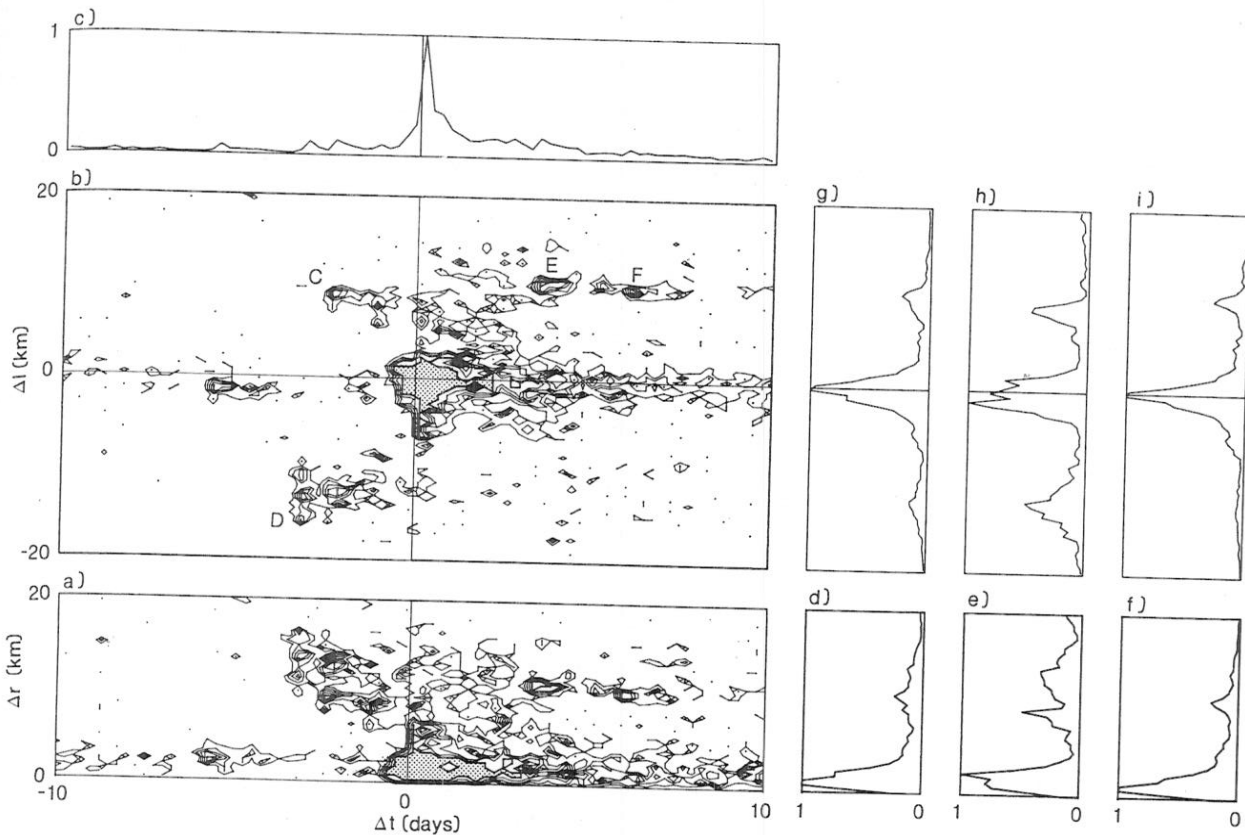 c)
1
0
b)
20
C
E
F
Δl (km)
0
D
-20
g)
h)
i)
a)
20
Δr (km)
0
-10
0
10
Δt (days)
d)
e)
f)
1
0
1
0
1
0